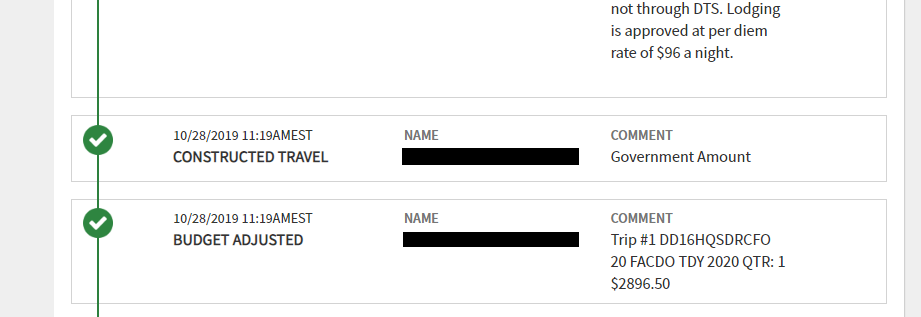 not through DTS. Lodging
is approved at per diem
rate of $96 a night.
10/28/2019 11:19AMEST
CONSTRUCTED TRAVEL
NAME
COMMENT
Government Amount
10/28/2019 11:19AMEST
BUDGET ADJUSTED
NAME
COMMENT
Trip #1 DD16HQSDRCFO
20 FACDO TDY 2020 QTR: 1
$2896.50